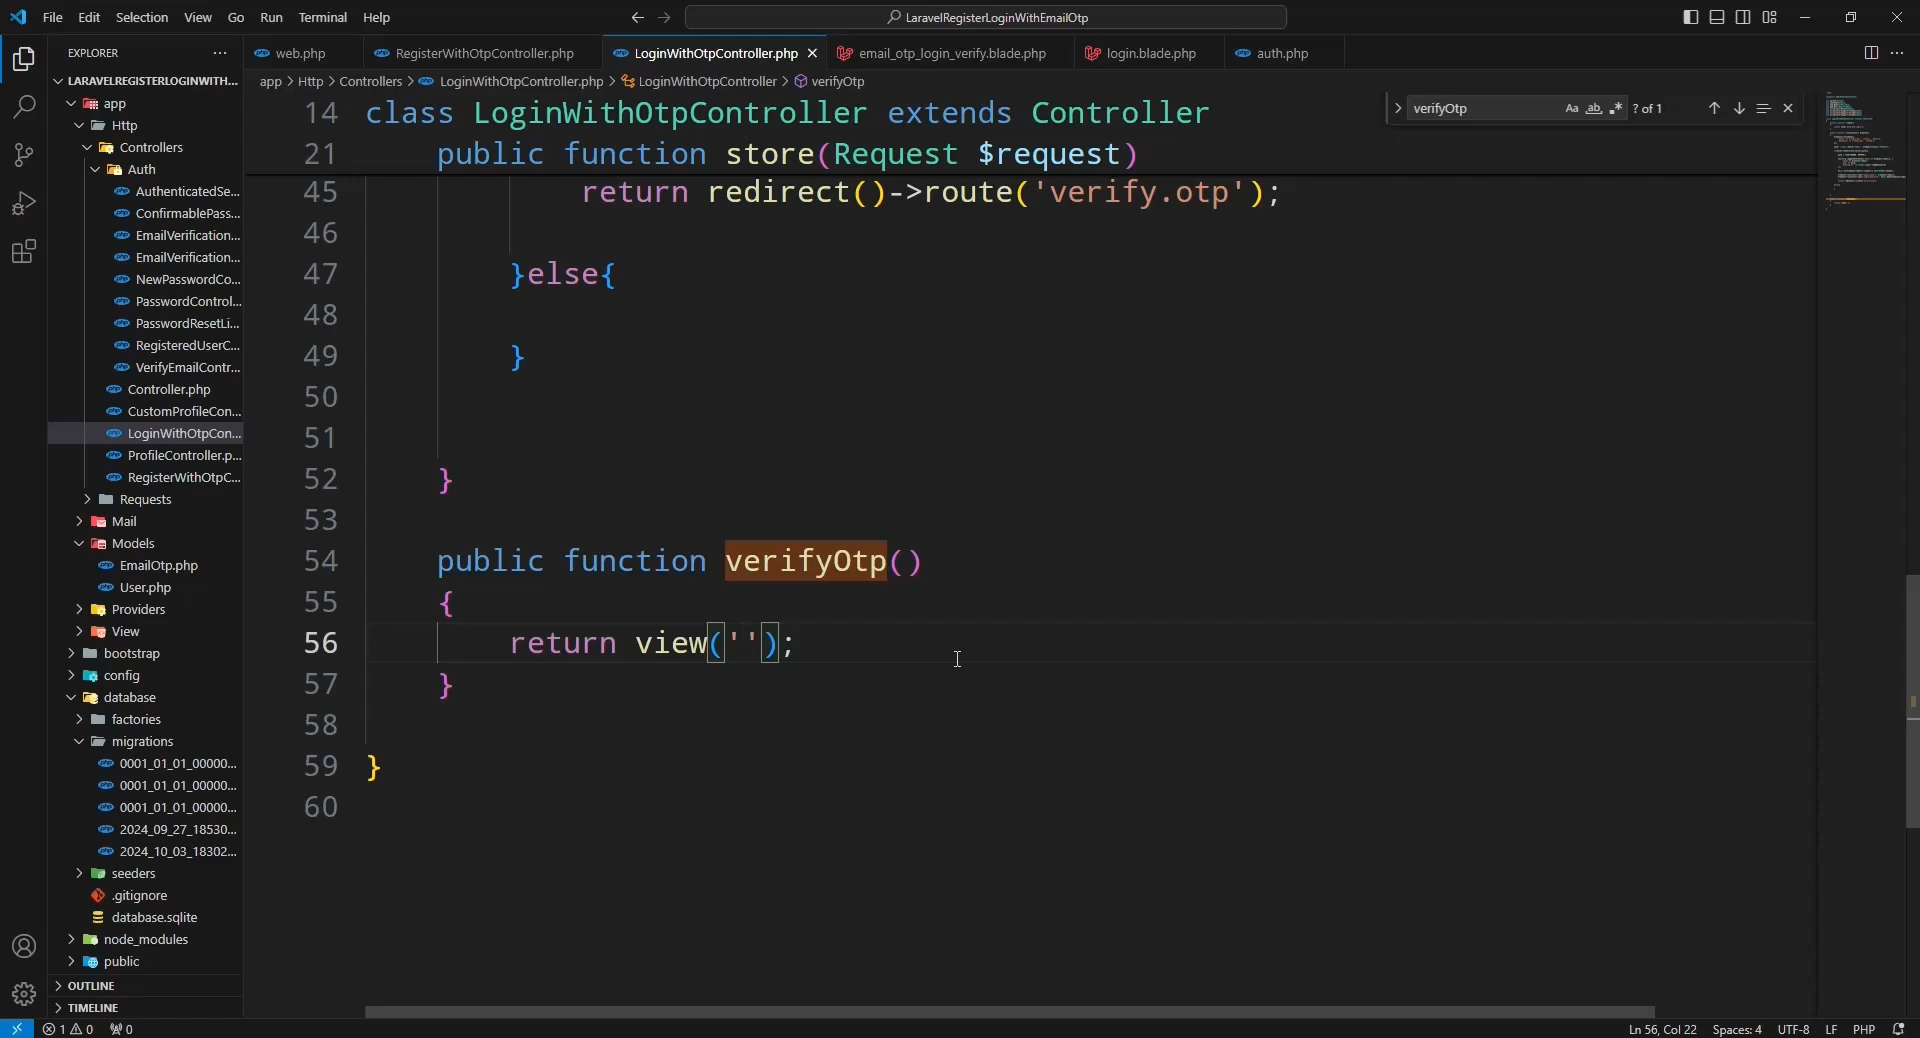 File Edit Selection View Go Run Terminal Help
LaravelRegisterLoginWithEmailOtp
EXPLORER
web.php
RegisterWithOtpController.php
LoginWithOtpController.php
email_otp_login_verify.blade.php
login.blade.php
auth.php
app > Http > Controllers > LoginWithOtpController.php > LoginWithOtpController > verifyOtp
LARAVELREGISTERLOGINWITH...
app
Http
Controllers
Auth
AuthenticatedSe...
ConfirmablePass...
EmailVerification...
EmailVerification...
NewPasswordCo...
PasswordControl...
PasswordResetLi...
RegisteredUserC...
VerifyEmailContr...
Controller.php
CustomProfileCon...
LoginWithOtpCon...
ProfileController.p...
RegisterWithOtpC...
Requests
Mail
Models
EmailOtp.php
User.php
Providers
View
bootstrap
config
database
factories
migrations
0001_01_01_00000...
0001_01_01_00000...
0001_01_01_00000...
2024_09_27_18530...
2024_10_03_18302...
seeders
.gitignore
database.sqlite
node_modules
public
OUTLINE
TIMELINE
verifyOtp Aa ab .* ? of 1
14 class LoginWithOtpController extends Controller
21 public function store(Request $request)
45 return redirect()->route('verify.otp');
46
47 }else{
48
49 }
50
51
52 }
53
54 public function verifyOtp()
55 {
56 return view('');
57 }
58
59 }
60
1 0 0
Ln 56, Col 22 Spaces: 4 UTF-8 LF PHP